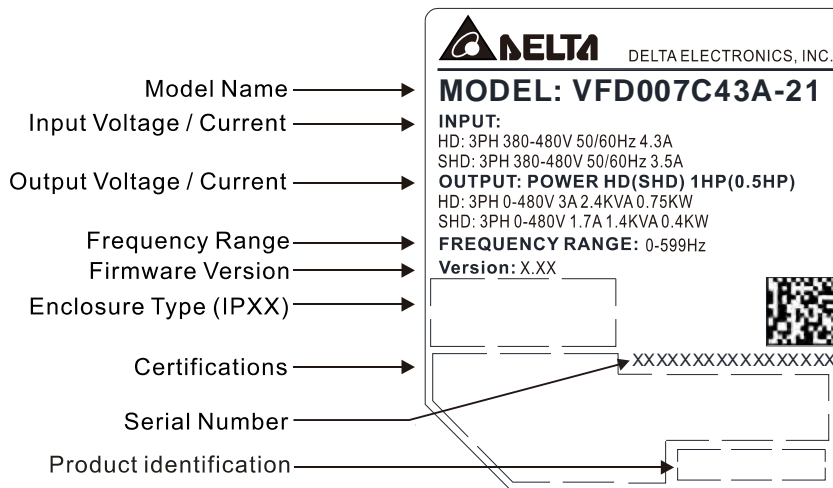 DELTA
DELTA ELECTRONICS, INC.
Model Name
MODEL: VFD007C43A-21
Input Voltage / Current
INPUT:
HD: 3PH 380-480V 50/60Hz 4.3A
SHD: 3PH 380-480V 50/60Hz 3.5A
Output Voltage / Current
OUTPUT: POWER HD(SHD) 1HP(0.5HP)
HD: 3PH 0-480V 3A 2.4KVA 0.75KW
SHD: 3PH 0-480V 1.7A 1.4KVA 0.4KW
Frequency Range
FREQUENCY RANGE: 0-599Hz
Firmware Version
Version: X.XX
Enclosure Type (IPXX)
Certifications
XXXXXXXXXXXXXXXXX
Serial Number
Product identification